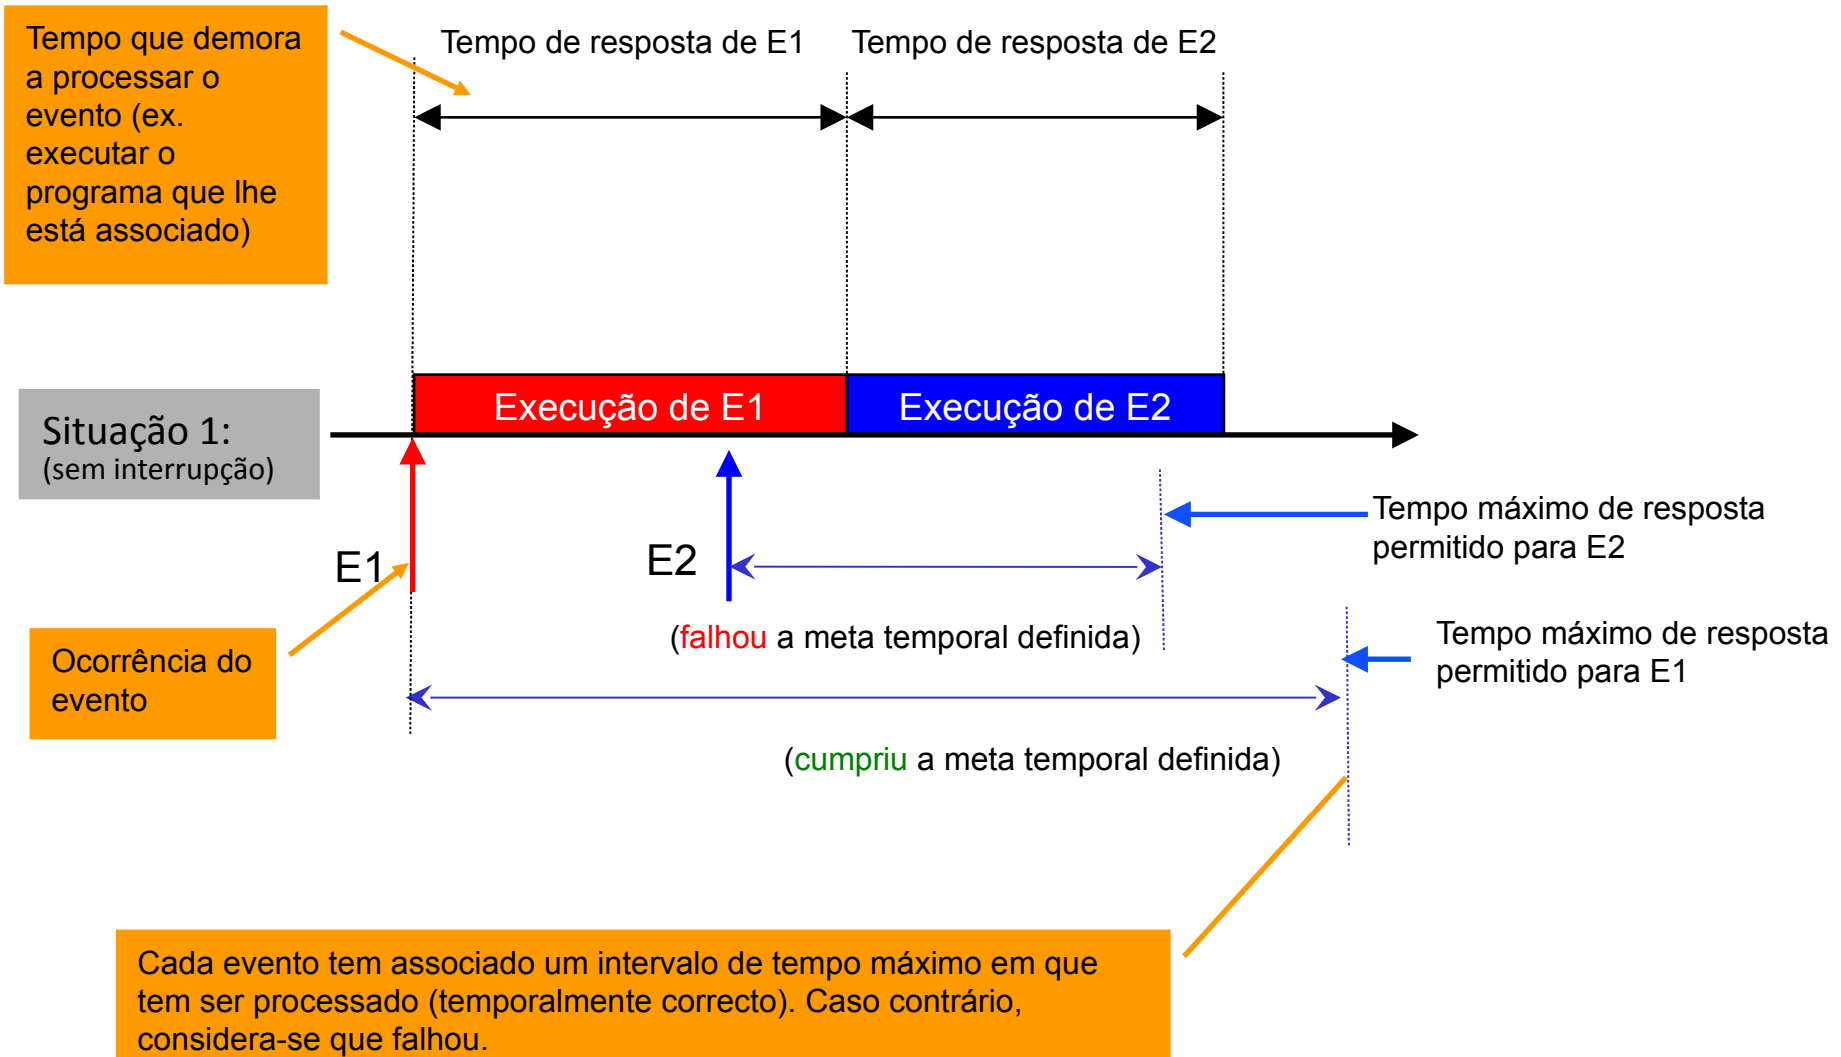 Tempo que demora
a processar o
evento (ex.
executar o
programa que lhe
está associado)
Tempo de resposta de E1
Tempo de resposta de E2
Execução de E1
Execução de E2
Situação 1:
(sem interrupção)
E1
E2
Tempo máximo de resposta
permitido para E2
(falhou a meta temporal definida)
Tempo máximo de resposta
permitido para E1
Ocorrência do
evento
(cumpriu a meta temporal definida)
Cada evento tem associado um intervalo de tempo máximo em que
tem ser processado (temporalmente correcto). Caso contrário,
considera-se que falhou.